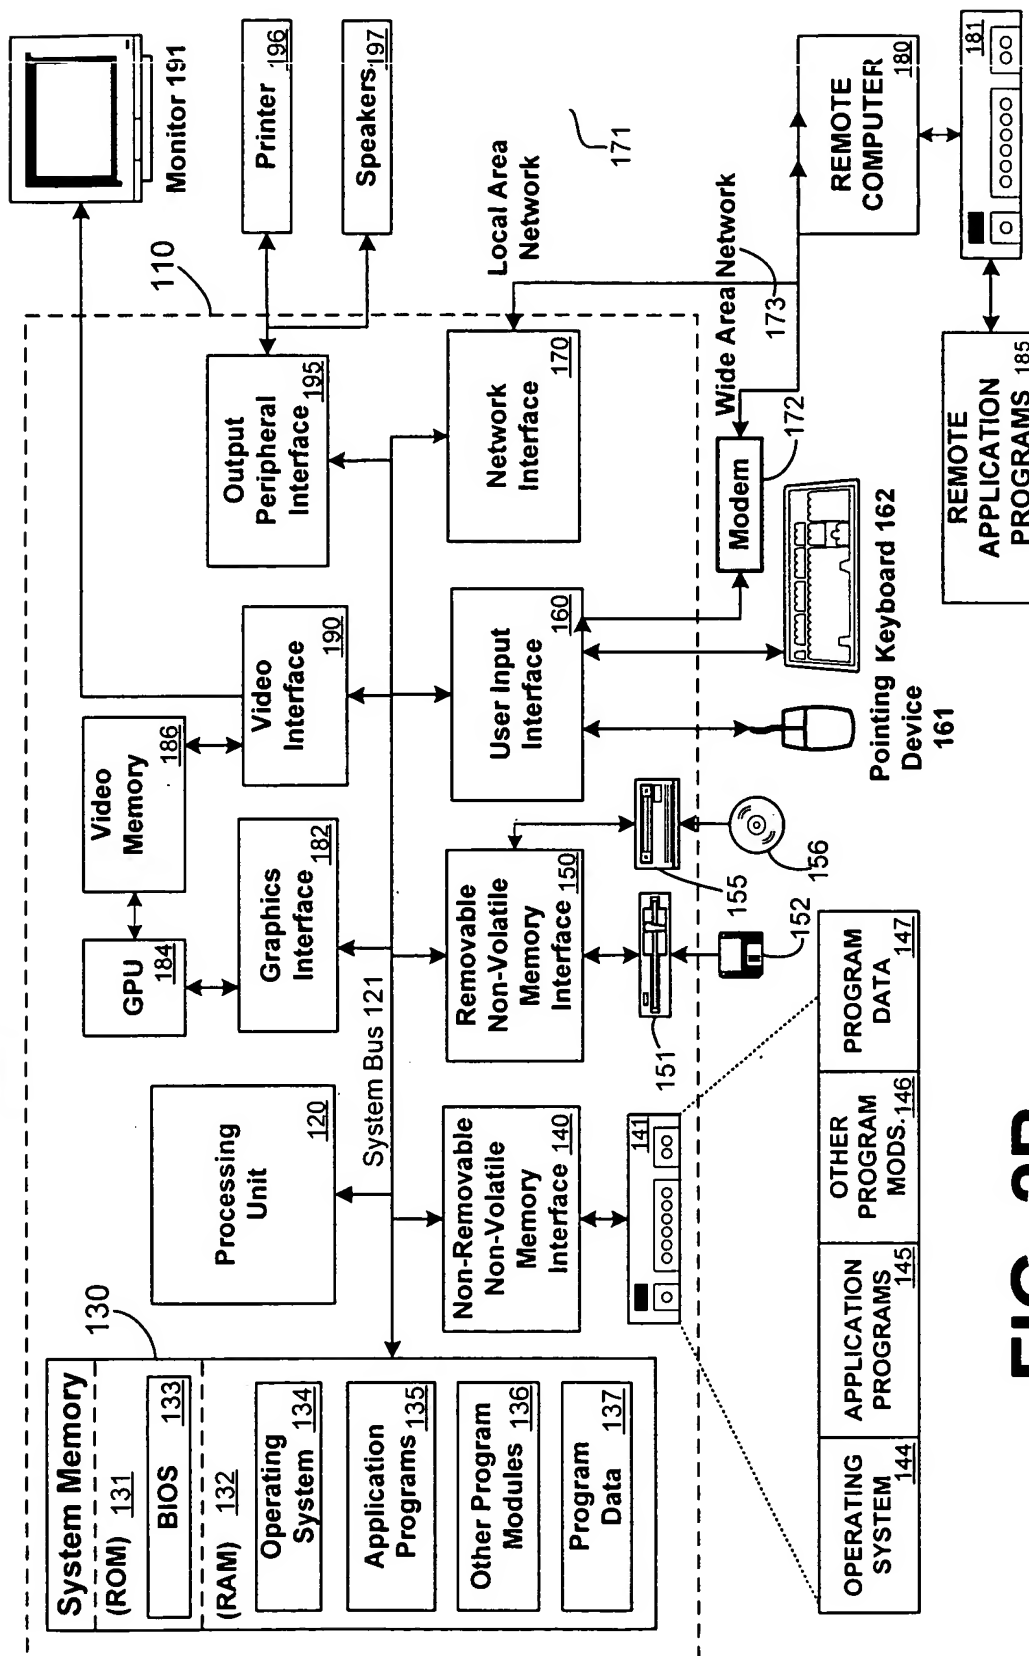 System Memory
(ROM) 131
BIOS 133
(RAM) 132
Operating
System 134
Application
Programs 135
Other Program
Modules 136
Program
Data 137
130
Processing
Unit
120
System Bus 121
GPU
184
Video
Memory
186
Graphics
Interface
182
Video
Interface
190
Output
Peripheral
Interface 195
110
Monitor 191
Printer 196
Speakers 197
Non-Removable
Non-Volatile
Memory
Interface 140
Removable
Non-Volatile
Memory
Interface 150
User Input
Interface
160
Network
Interface
170
Local Area
Network
171
141
151
152
155
156
Modem
172
Wide Area Network
173
Pointing
Device
161
Keyboard 162
REMOTE
COMPUTER
180
181
REMOTE
APPLICATION
PROGRAMS 185
OPERATING
SYSTEM 144
APPLICATION
PROGRAMS 145
OTHER
PROGRAM
MODS. 146
PROGRAM
DATA 147